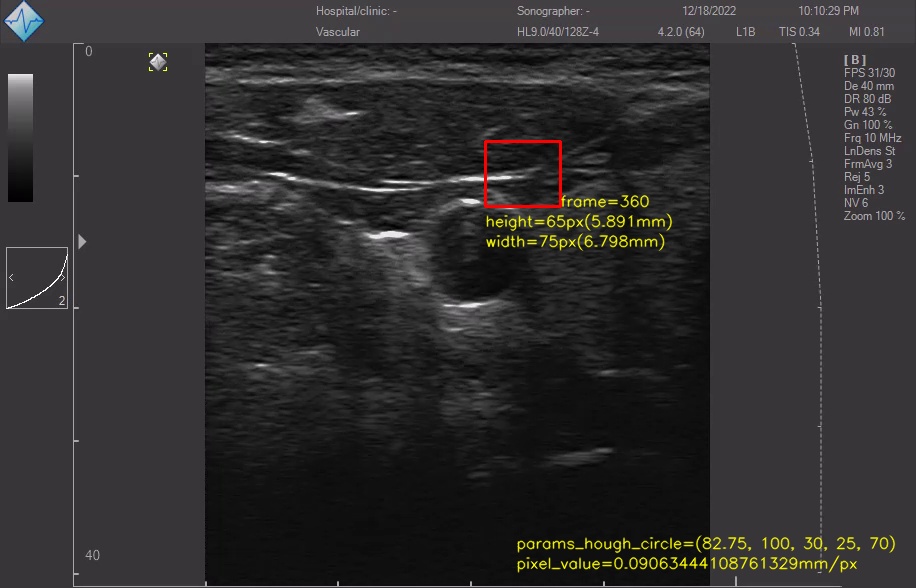 Hospital/clinic: - Sonographer: - 12/18/2022 10:10:29 PM
Vascular HL9.0/40/128Z-4 4.2.0 (64) L1B TIS 0.34 MI 0.81
0
[ B ]
FPS 31/30
De 40 mm
DR 80 dB
Pw 43 %
Gn 100 %
Frq 10 MHz
LnDens St
FrmAvg 3
Rej 5
ImEnh 3
NV 6
Zoom 100 %
frame=360
height=65px(5.891mm)
width=75px(6.798mm)
2
40
params_hough_circle=(82.75, 100, 30, 25, 70)
pixel_value=0.09063444108761329mm/px